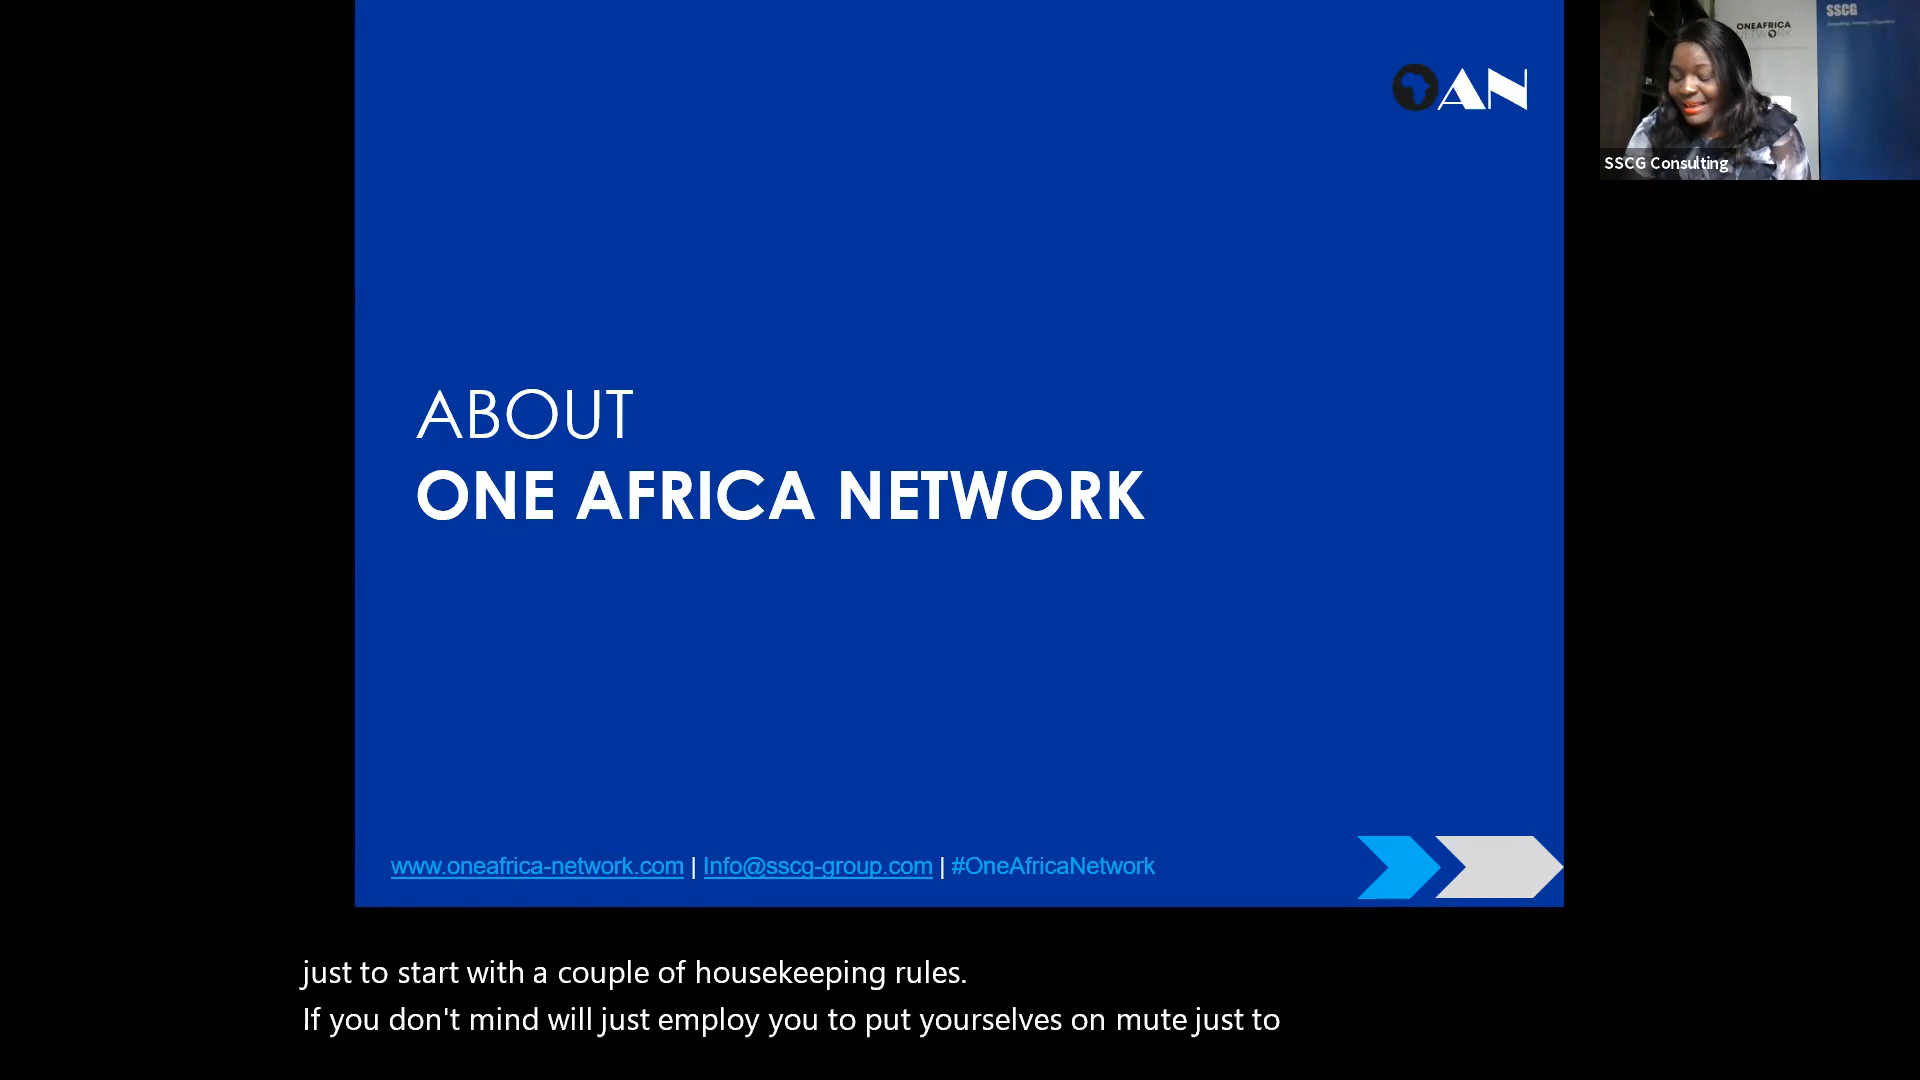 OAN
ONEAFRICA
NETWORK
SSCG
SSCG Consulting
ABOUT
ONE AFRICA NETWORK
www.oneafrica-network.com | Info@sscg-group.com | #OneAfricaNetwork
just to start with a couple of housekeeping rules.
If you don't mind will just employ you to put yourselves on mute just to